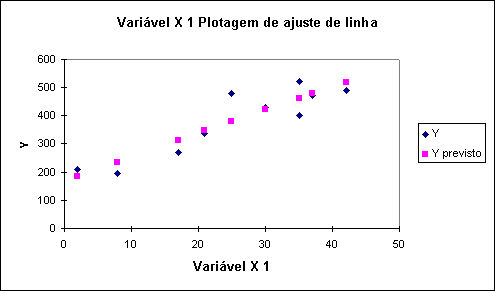 Variável X 1 Plotagem de ajuste de linha
600
500
400
300
200
100
0
Y
0 10 20 30 40 50
Variável X 1
Y
Y previsto